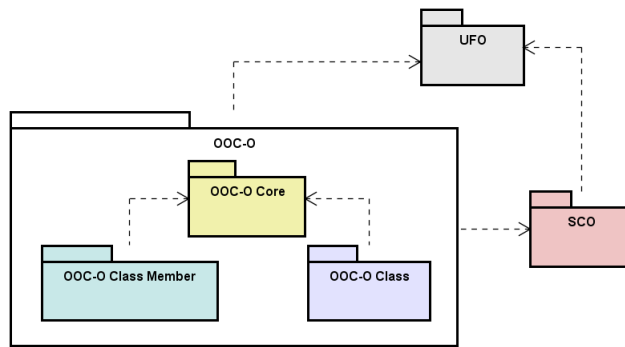 UFO
OOC-O
OOC-O Core
SCO
OOC-O Class Member
OOC-O Class